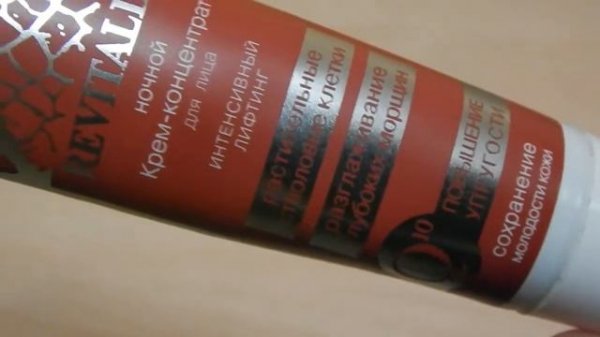 REVITALI
НОЧНОЙ
Крем-концентрат
для лица
ИНТЕНСИВНЫЙ
ЛИФТИНГ
растительные
стволовые клетки
разглаживание
глубоких морщин
Q10
ПОВЫШЕНИЕ
УПРУГОСТИ
сохранение
молодости кожи